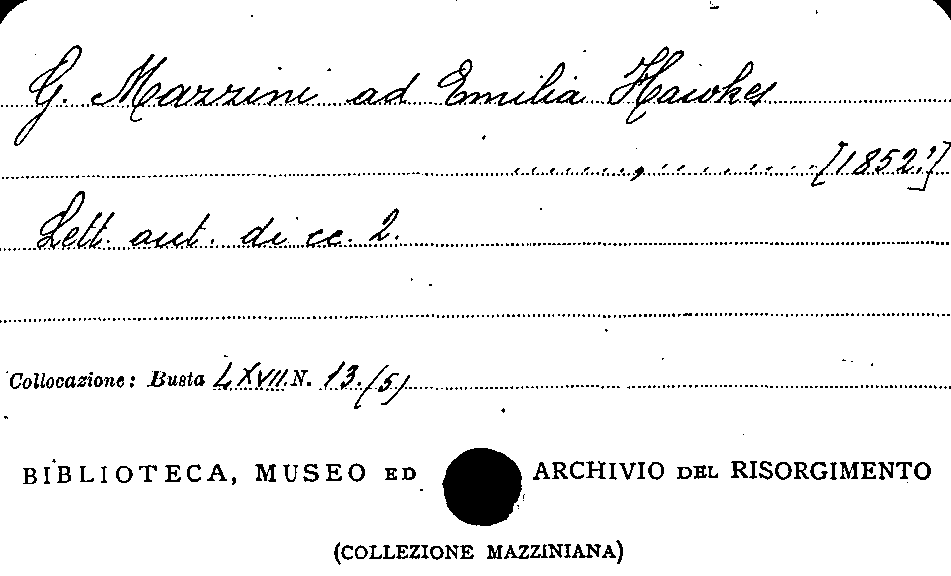 G. Mazzini ad Emilia Hawkes
......., ........ [1852?]
Lett. aut. di cc. 2.
Collocazione: Busta LXVII. N. 13. (5)
BIBLIOTECA, MUSEO ED ARCHIVIO DEL RISORGIMENTO
(COLLEZIONE MAZZINIANA)